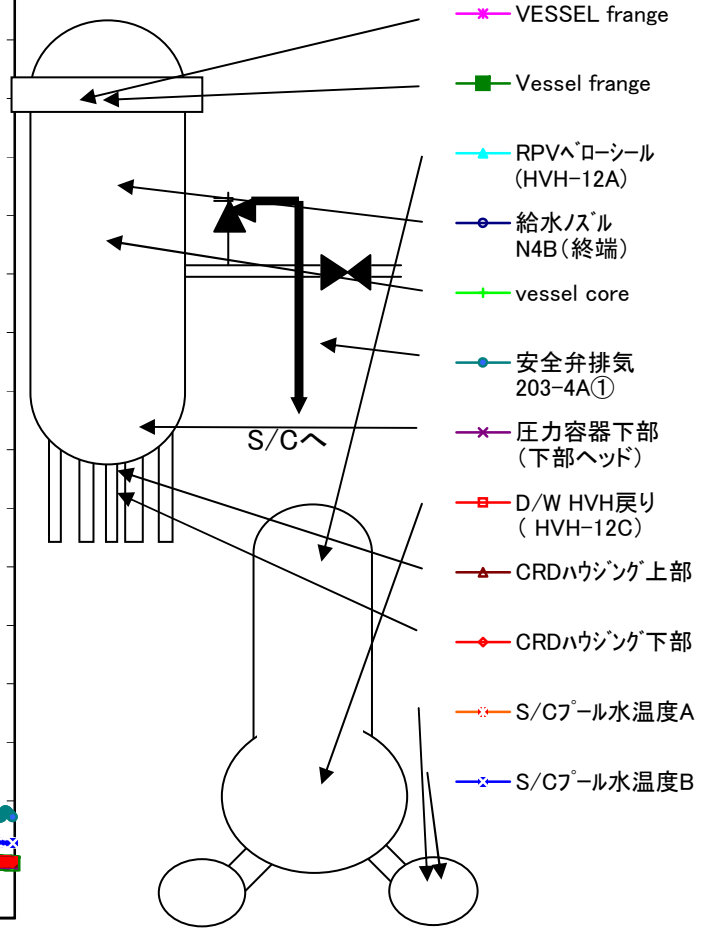 VESSEL frange
Vessel frange
RPVベローシール
(HVH-12A)
給水ノズル
N4B(終端)
vessel core
安全弁排気
203-4A①
圧力容器下部
(下部ヘッド)
D/W HVH戻り
( HVH-12C)
CRDハウジング上部
CRDハウジング下部
S/Cプール水温度A
S/Cプール水温度B
S/Cへ